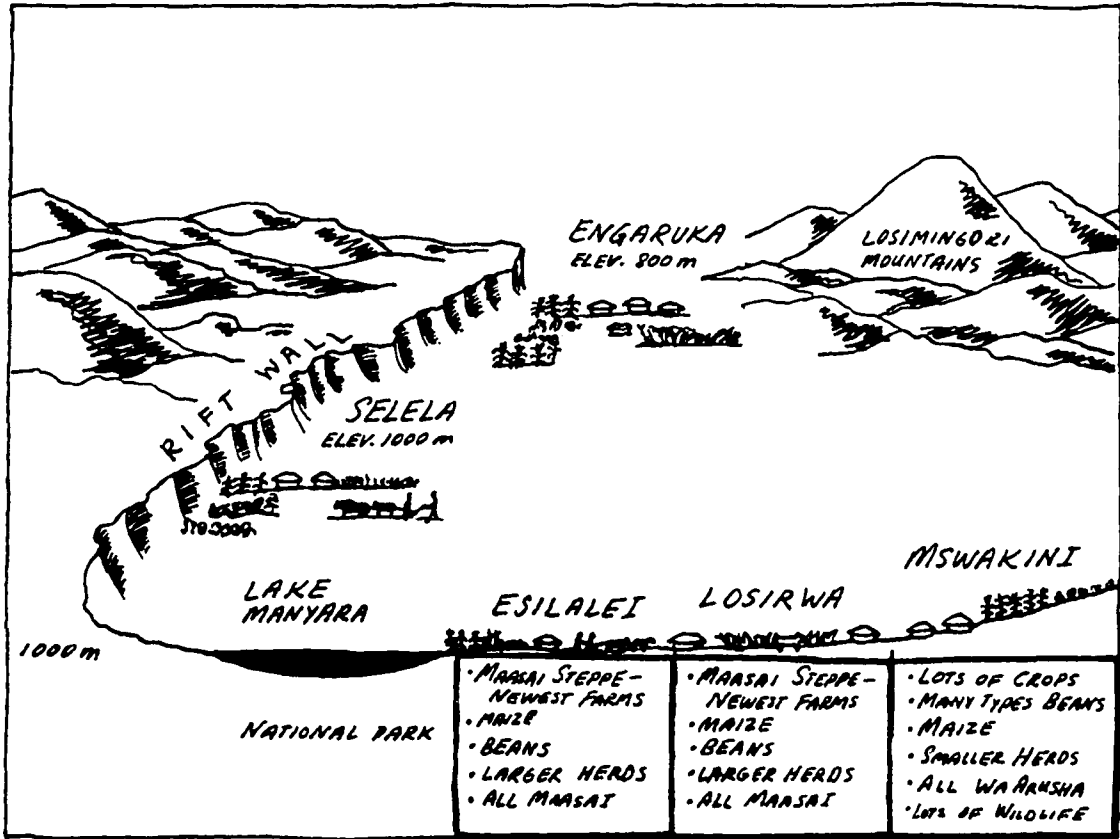 ENGARUKA
ELEV. 800 m
LOSIMINGORI
MOUNTAINS
RIFT WALL
SELELA
ELEV. 1000 m
MSWAKINI
LAKE
MANYARA
ESILALEI
LOSIRWA
1000 m
NATIONAL PARK
• MAASAI STEPPE -
NEWEST FARMS
• MAIZE
• BEANS
• LARGER HERDS
• ALL MAASAI
• MAASAI STEPPE -
NEWEST FARMS
• MAIZE
• BEANS
• LARGER HERDS
• ALL MAASAI
• LOTS OF CROPS
• MANY TYPES BEANS
• MAIZE
• SMALLER HERDS
• ALL WAARUSHA
• LOTS OF WILDLIFE